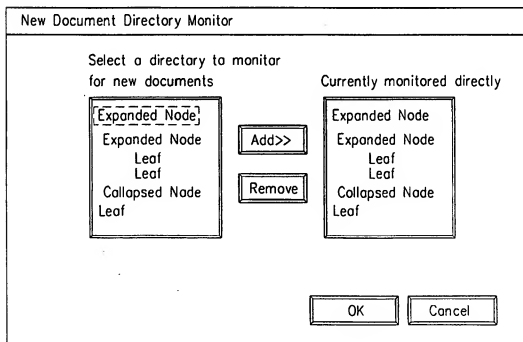 New Document Directory Monitor
Select a directory to monitor
for new documents
Currently monitored directly
Expanded Node
Expanded Node
Leaf
Leaf
Collapsed Node
Leaf
Add>>
Remove
Expanded Node
Expanded Node
Leaf
Leaf
Collapsed Node
Leaf
OK
Cancel